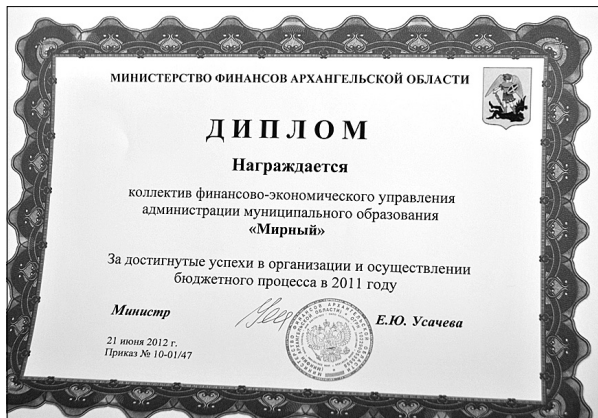 МИНИСТЕРСТВО ФИНАНСОВ АРХАНГЕЛЬСКОЙ ОБЛАСТИ
ДИПЛОМ
Награждается
коллектив финансово-экономического управления
администрации муниципального образования
«Мирный»
За достигнутые успехи в организации и осуществлении
бюджетного процесса в 2011 году
Министр
Е.Ю. Усачева
21 июня 2012 г.
Приказ № 10-01/47